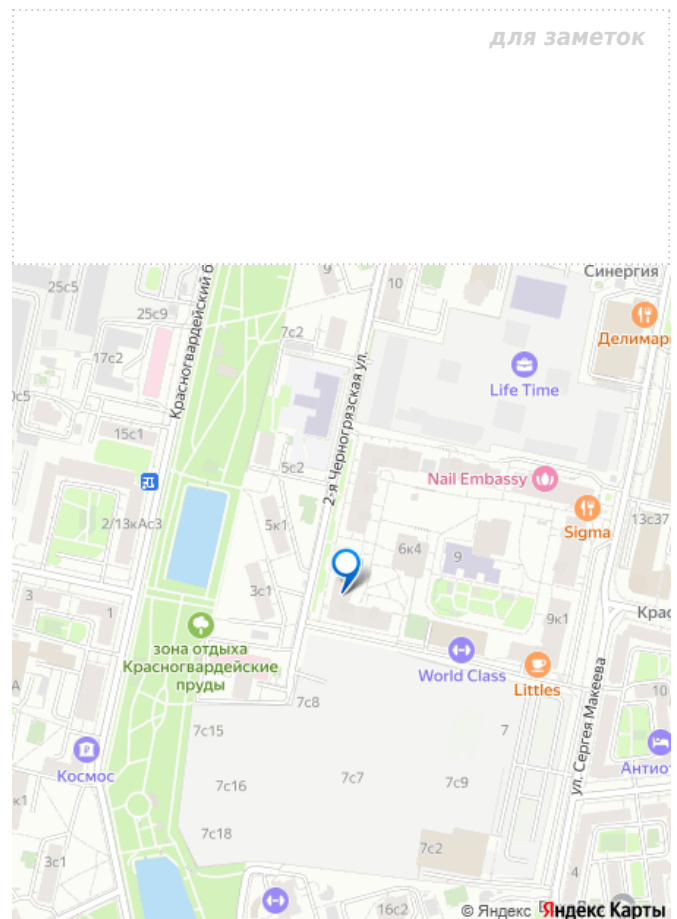 для заметок
Синергия
25с5
25с9
Красногвардейский б
9
10
7с2
Делимар
17с2
Life Time
2-я Черногрязская ул.
15с1
5с2
Nail Embassy
Sigma
2/13кАс3
5к1
13с37
6к4
9
3с1
3
1
9к1
Крас
зона отдыха
Красногвардейские
пруды
World Class
Littles
ул. Сергея Макеева
7с8
10
7с15
7
Космос
7с16
7с7
7с9
Антио
к1
7с18
7с2
3с1
4
16с2
© Яндекс
Яндекс Карты